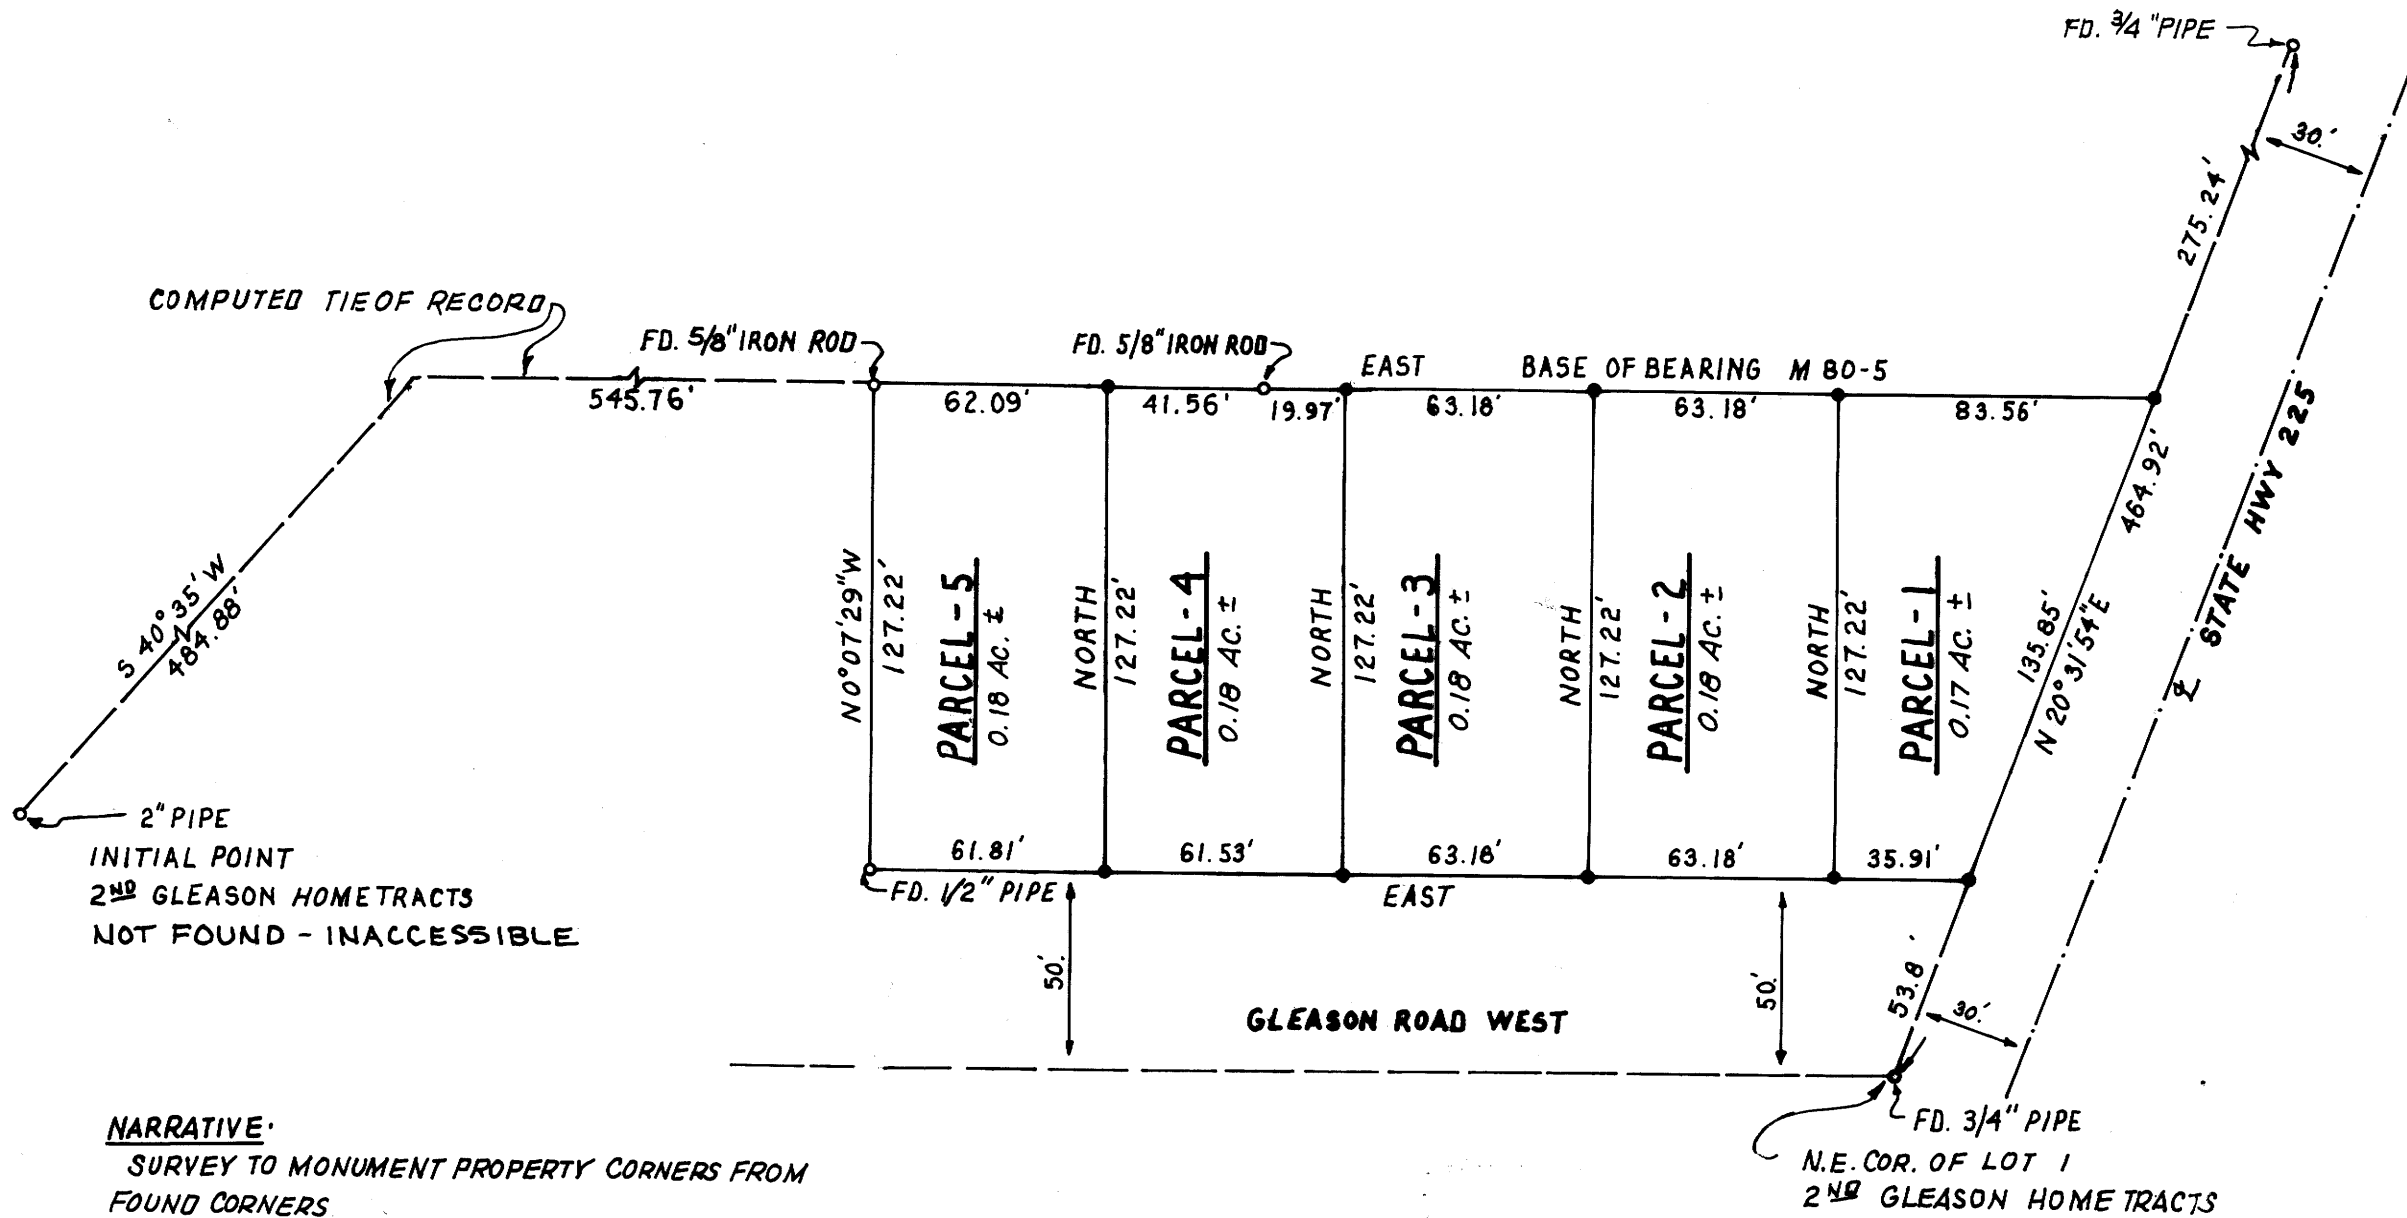 FD. 3/4" PIPE
30.'
275.24'
COMPUTED TIE OF RECORD
FD. 5/8" IRON ROD
FD. 5/8" IRON ROD
EAST BASE OF BEARING M 80-5
545.76'
62.09'
41.56'
19.97'
63.18'
63.18'
83.56'
464.92'
STATE HWY 225
S 40° 35' W
484.88'
N 0° 07' 29" W
127.22'
PARCEL-5
0.18 AC. ±
NORTH
127.22'
PARCEL-4
0.18 AC. ±
NORTH
127.22'
PARCEL-3
0.18 AC. ±
NORTH
127.22'
PARCEL-2
0.18 AC. ±
NORTH
127.22'
PARCEL-1
0.17 AC. ±
135.85'
N 20° 31' 54" E
℄
2" PIPE
INITIAL POINT
2ND GLEASON HOME TRACTS
NOT FOUND - INACCESSIBLE
61.81'
61.53'
63.18'
63.18'
35.91'
FD. 1/2" PIPE
EAST
50.'
50.'
53.8'
30.'
GLEASON ROAD WEST
FD. 3/4" PIPE
N.E. COR. OF LOT 1
2ND GLEASON HOME TRACTS
NARRATIVE.
SURVEY TO MONUMENT PROPERTY CORNERS FROM
FOUND CORNERS